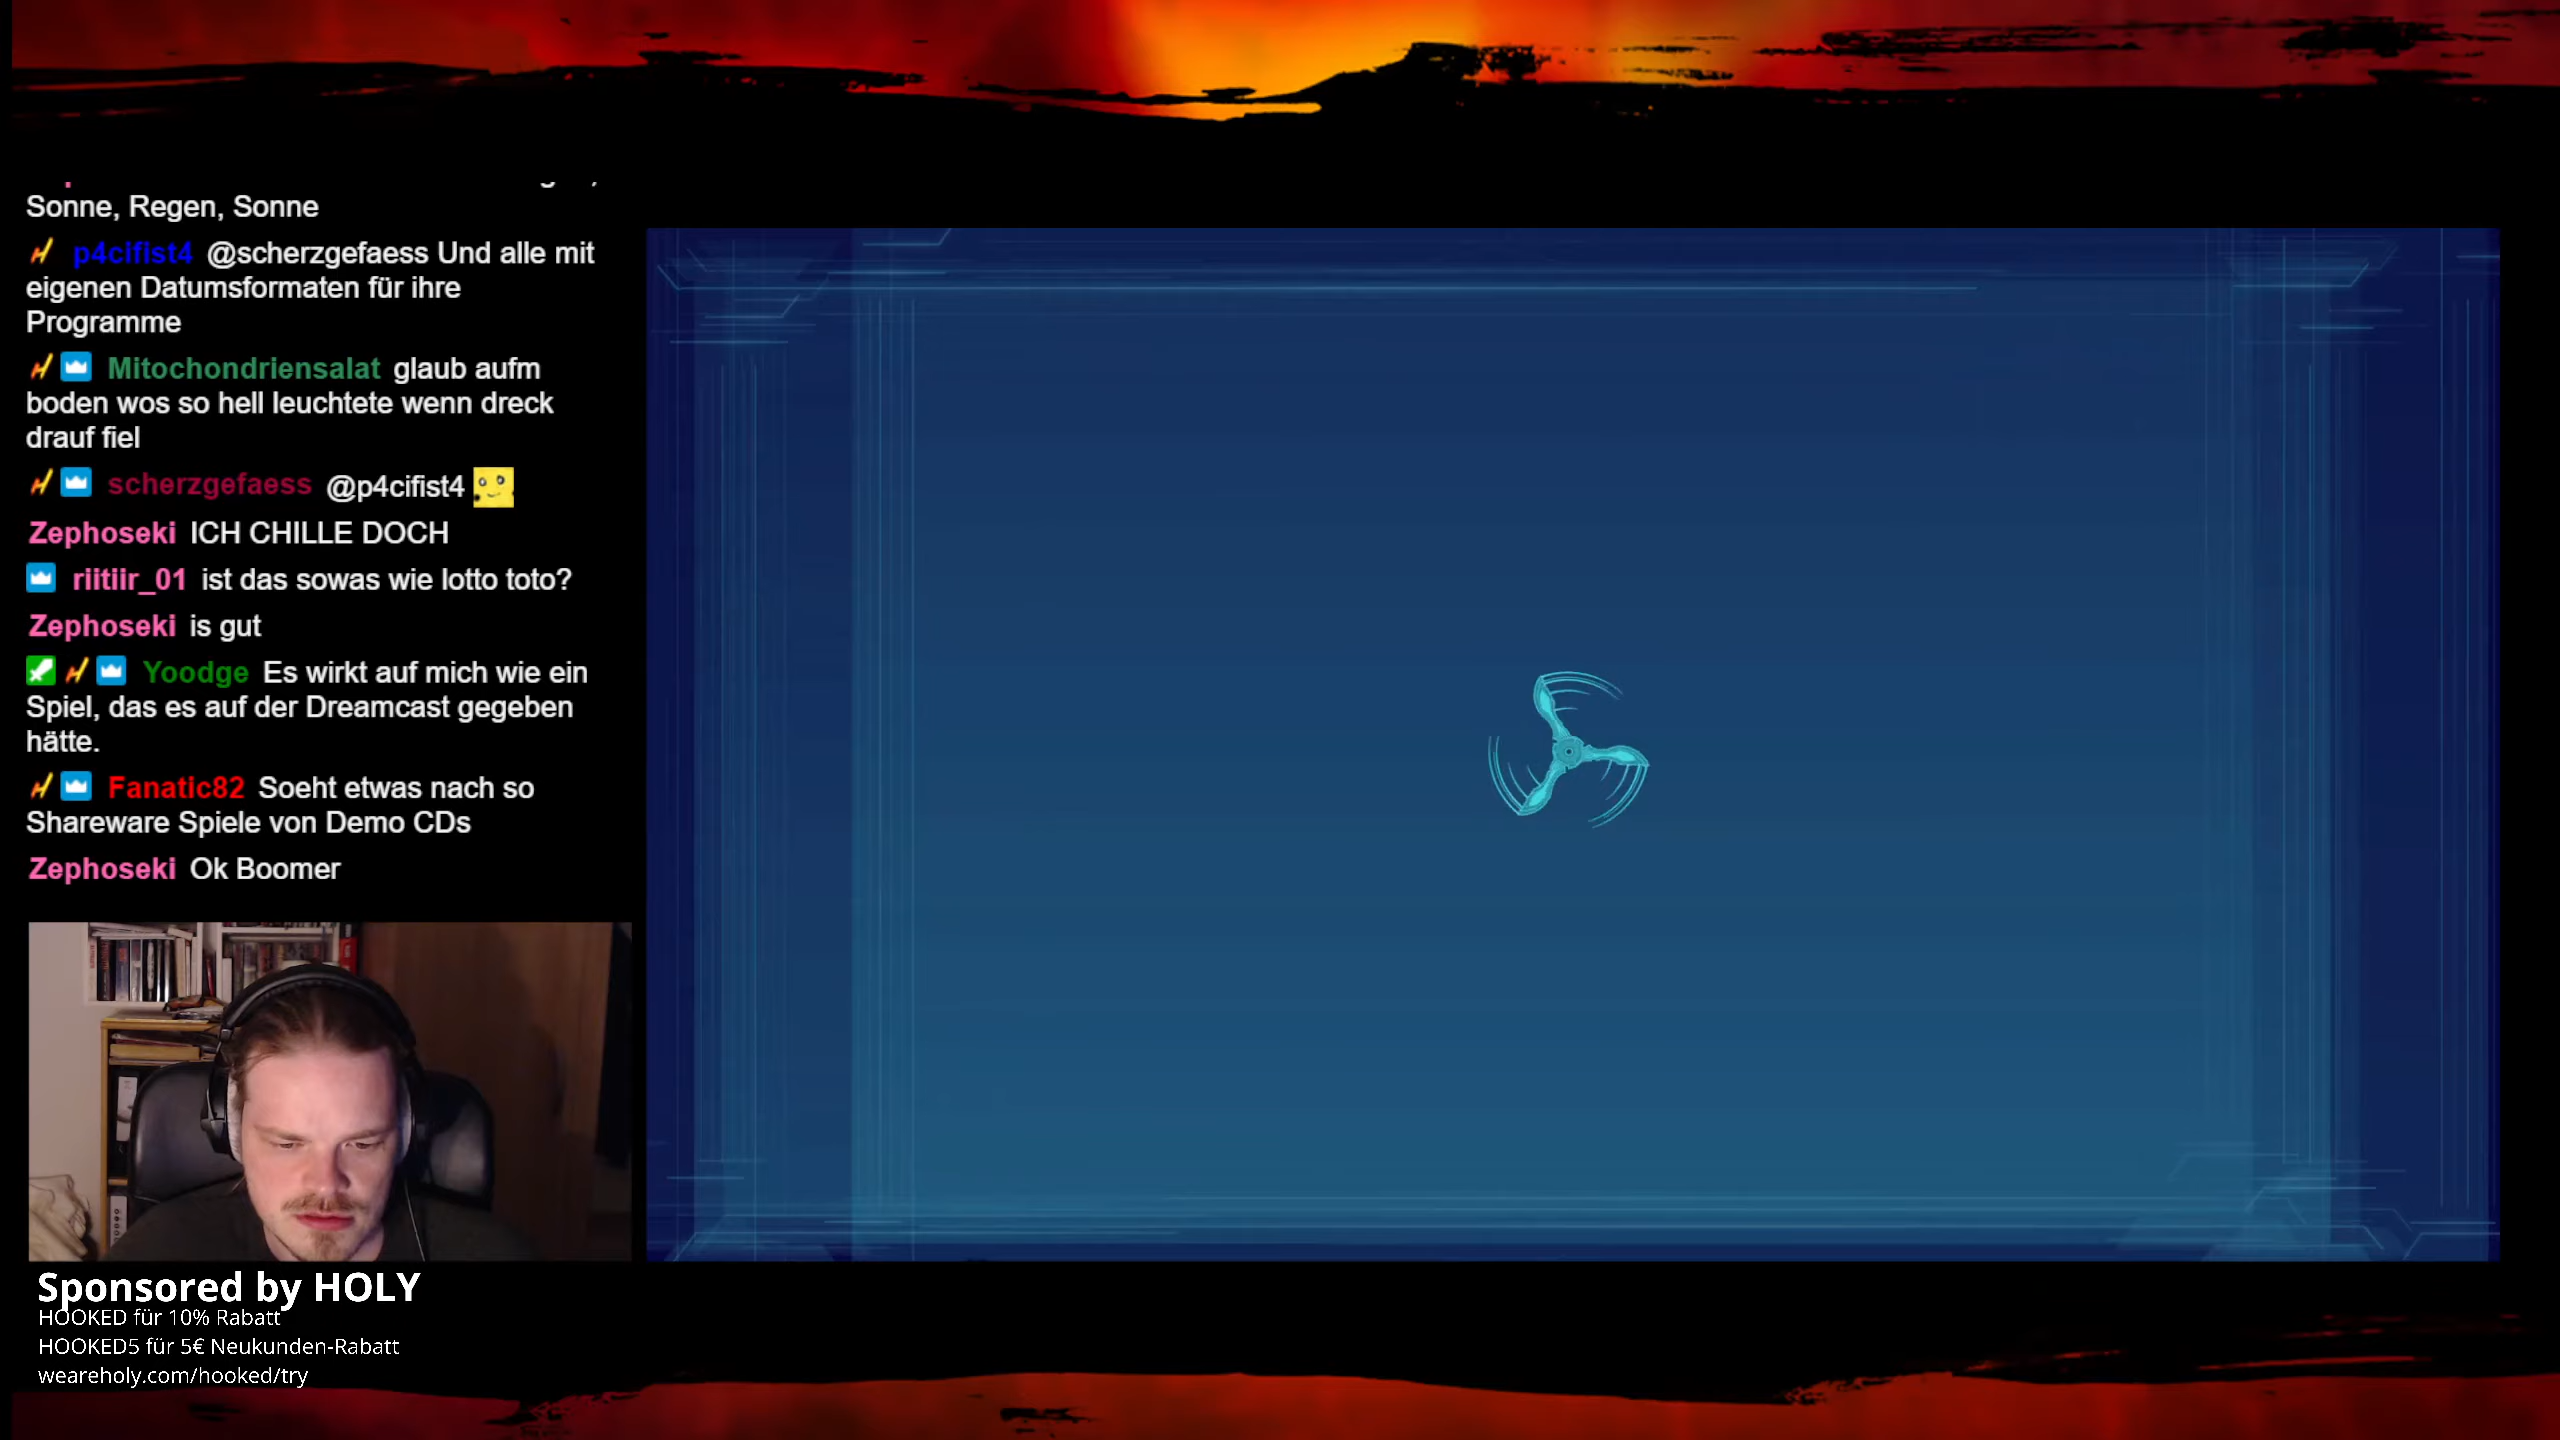 Sonne, Regen, Sonne
p4cifist4 @scherzgefaess Und alle mit
eigenen Datumsformaten für ihre
Programme
Mitochondriensalat glaub aufm
boden wos so hell leuchtete wenn dreck
drauf fiel
scherzgefaess @p4cifist4
Zephoseki ICH CHILLE DOCH
riitiir_01 ist das sowas wie lotto toto?
Zephoseki is gut
Yoodge Es wirkt auf mich wie ein
Spiel, das es auf der Dreamcast gegeben
hätte.
Fanatic82 Soeht etwas nach so
Shareware Spiele von Demo CDs
Zephoseki Ok Boomer
Sponsored by HOLY
HOOKED für 10% Rabatt
HOOKED5 für 5€ Neukunden-Rabatt
weareholy.com/hooked/try